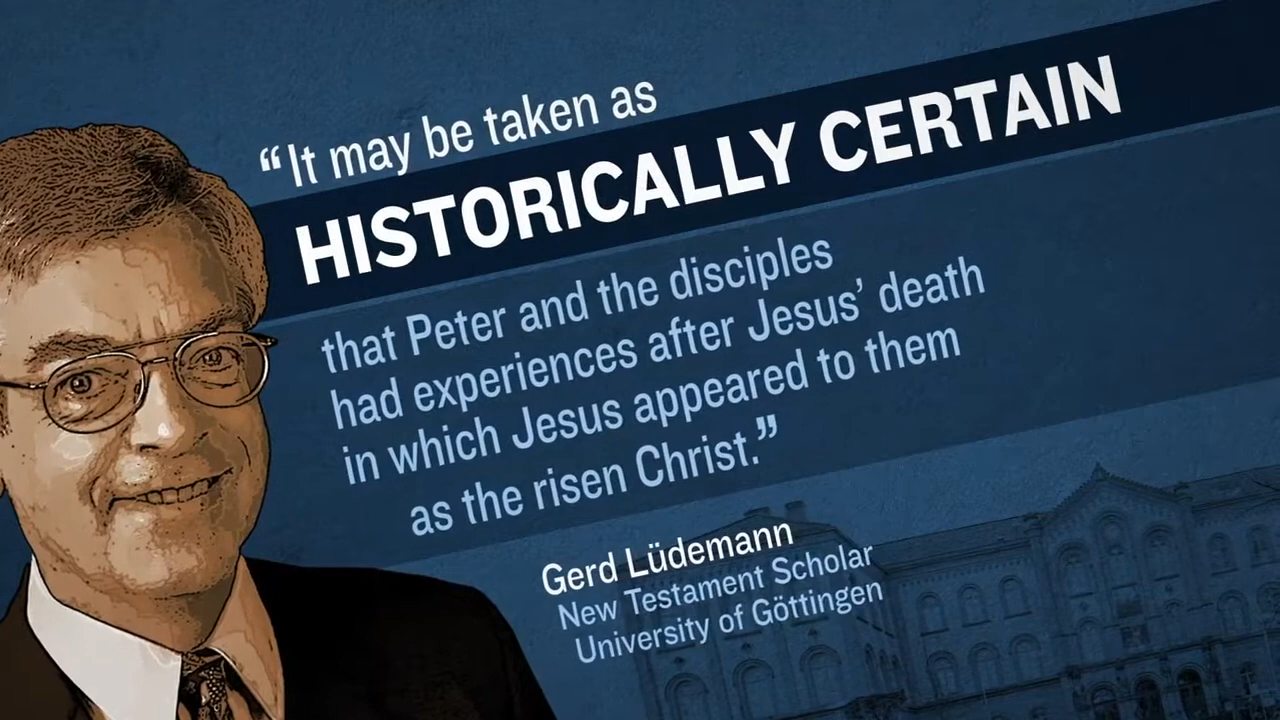 “It may be taken as
HISTORICALLY CERTAIN
that Peter and the disciples
had experiences after Jesus’ death
in which Jesus appeared to them
as the risen Christ.”
Gerd Lüdemann
New Testament Scholar
University of Göttingen